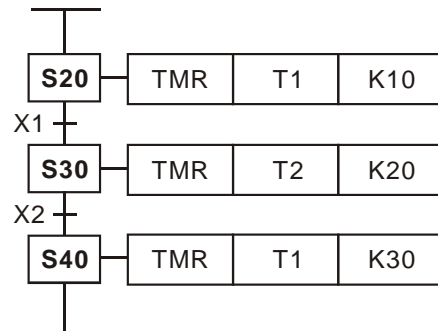 S20 TMR T1 K10
X1
S30 TMR T2 K20
X2
S40 TMR T1 K30